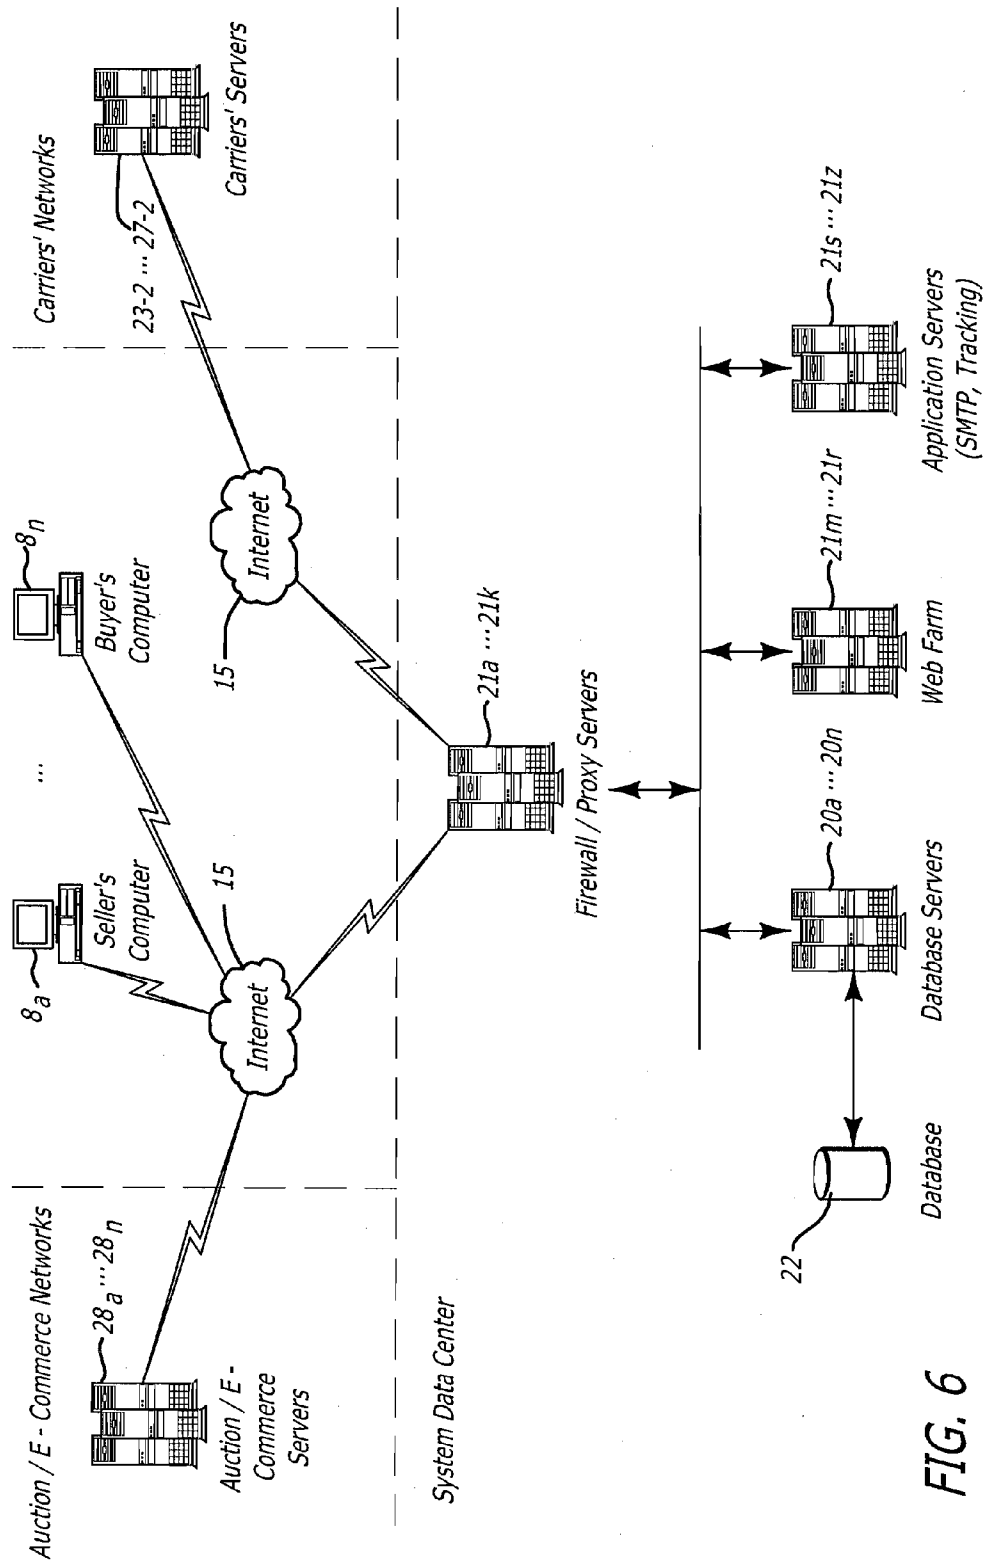 Auction / E - Commerce Networks
Carriers' Networks
8a
Seller's
Computer
...
8n
Buyer's
Computer
28a ... 28n
Auction / E -
Commerce
Servers
Internet
15
15
Internet
23-2 ... 27-2
Carriers' Servers
System Data Center
21a ... 21k
Firewall / Proxy Servers
22
Database
20a ... 20n
Database Servers
21m ... 21r
Web Farm
21s ... 21z
Application Servers
(SMTP, Tracking)
FIG. 6